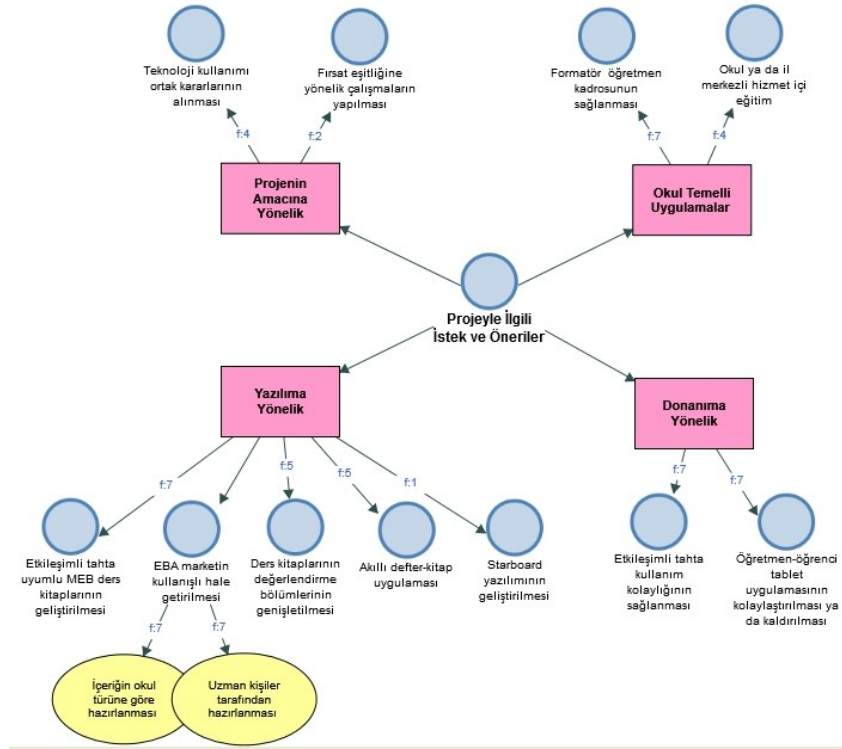 Teknoloji kullanımı
ortak kararlarının
alınması
Fırsat eşitliğine
yönelik çalışmaların
yapılması
Formatör öğretmen
kadrosunun
sağlanması
Okul ya da il
merkezli hizmet içi
eğitim
f:4
f:2
f:7
f:4
Projenin
Amacına
Yönelik
Okul Temelli
Uygulamalar
Projeyle İlgili
İstek ve Öneriler
Yazılıma
Yönelik
Donanıma
Yönelik
f:7
f:5
f:5
f:1
f:7
f:7
Etkileşimli tahta
uyumlu MEB ders
kitaplarının
geliştirilmesi
EBA marketin
kullanışlı hale
getirilmesi
Ders kitaplarının
değerlendirme
bölümlerinin
genişletilmesi
Akıllı defter-kitap
uygulaması
Starboard
yazılımının
geliştirilmesi
Etkileşimli tahta
kullanım
kolaylığının
sağlanması
Öğretmen-öğrenci
tablet
uygulamasının
kolaylaştırılması ya
da kaldırılması
f:7
f:7
İçeriğin okul
türüne göre
hazırlanması
Uzman kişiler
tarafından
hazırlanması